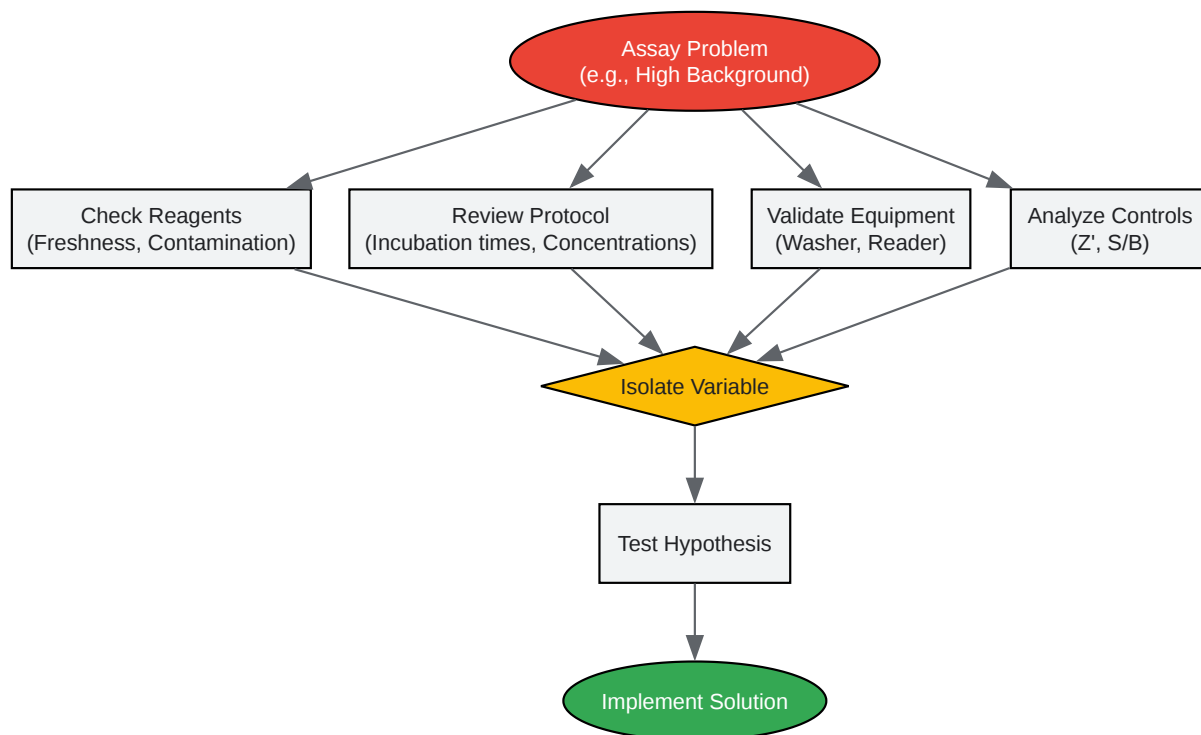 Assay Problem
(e.g., High Background)
Check Reagents
(Freshness, Contamination)
Review Protocol
(Incubation times, Concentrations)
Validate Equipment
(Washer, Reader)
Analyze Controls
(Z', S/B)
Isolate Variable
Test Hypothesis
Implement Solution